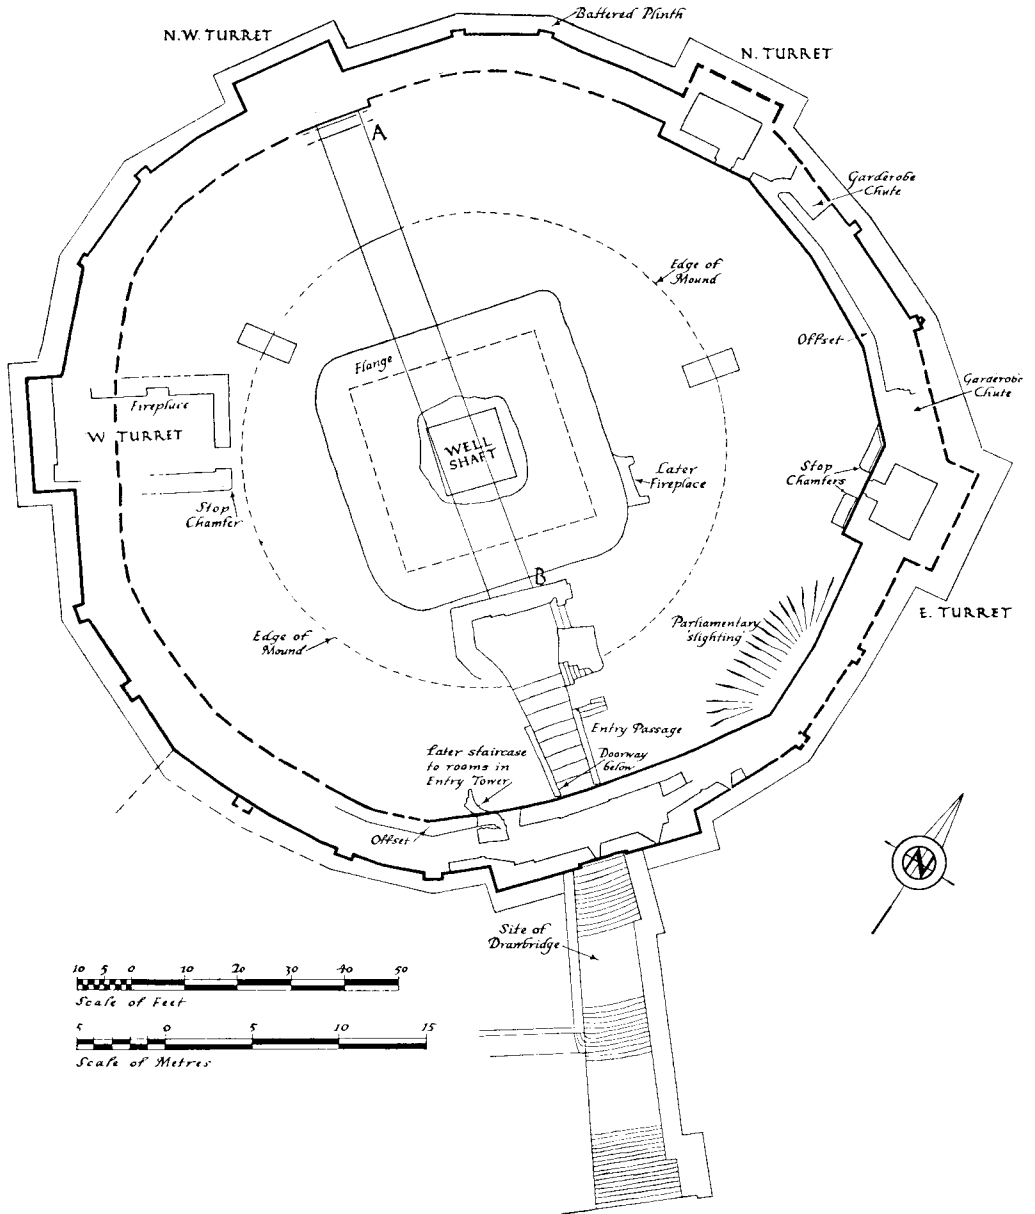 Battered Plinth
N.W. TURRET
N. TURRET
A
Garderobe
Chute
Edge of
Mound
Offset
Flange
Garderobe
Chute
Fireplace
W. TURRET
WELL
SHAFT
Later
Fireplace
Stop
Chamfers
Stop
Chamfer
B
E. TURRET
Parliamentary
slighting
Edge of
Mound
Entry Passage
Later staircase
to rooms in
Entry Tower
Doorway
below
Offset
N
Site of
Drawbridge
10 5 0 10 20 30 40 50
Scale of Feet
5 0 5 10 15
Scale of Metres